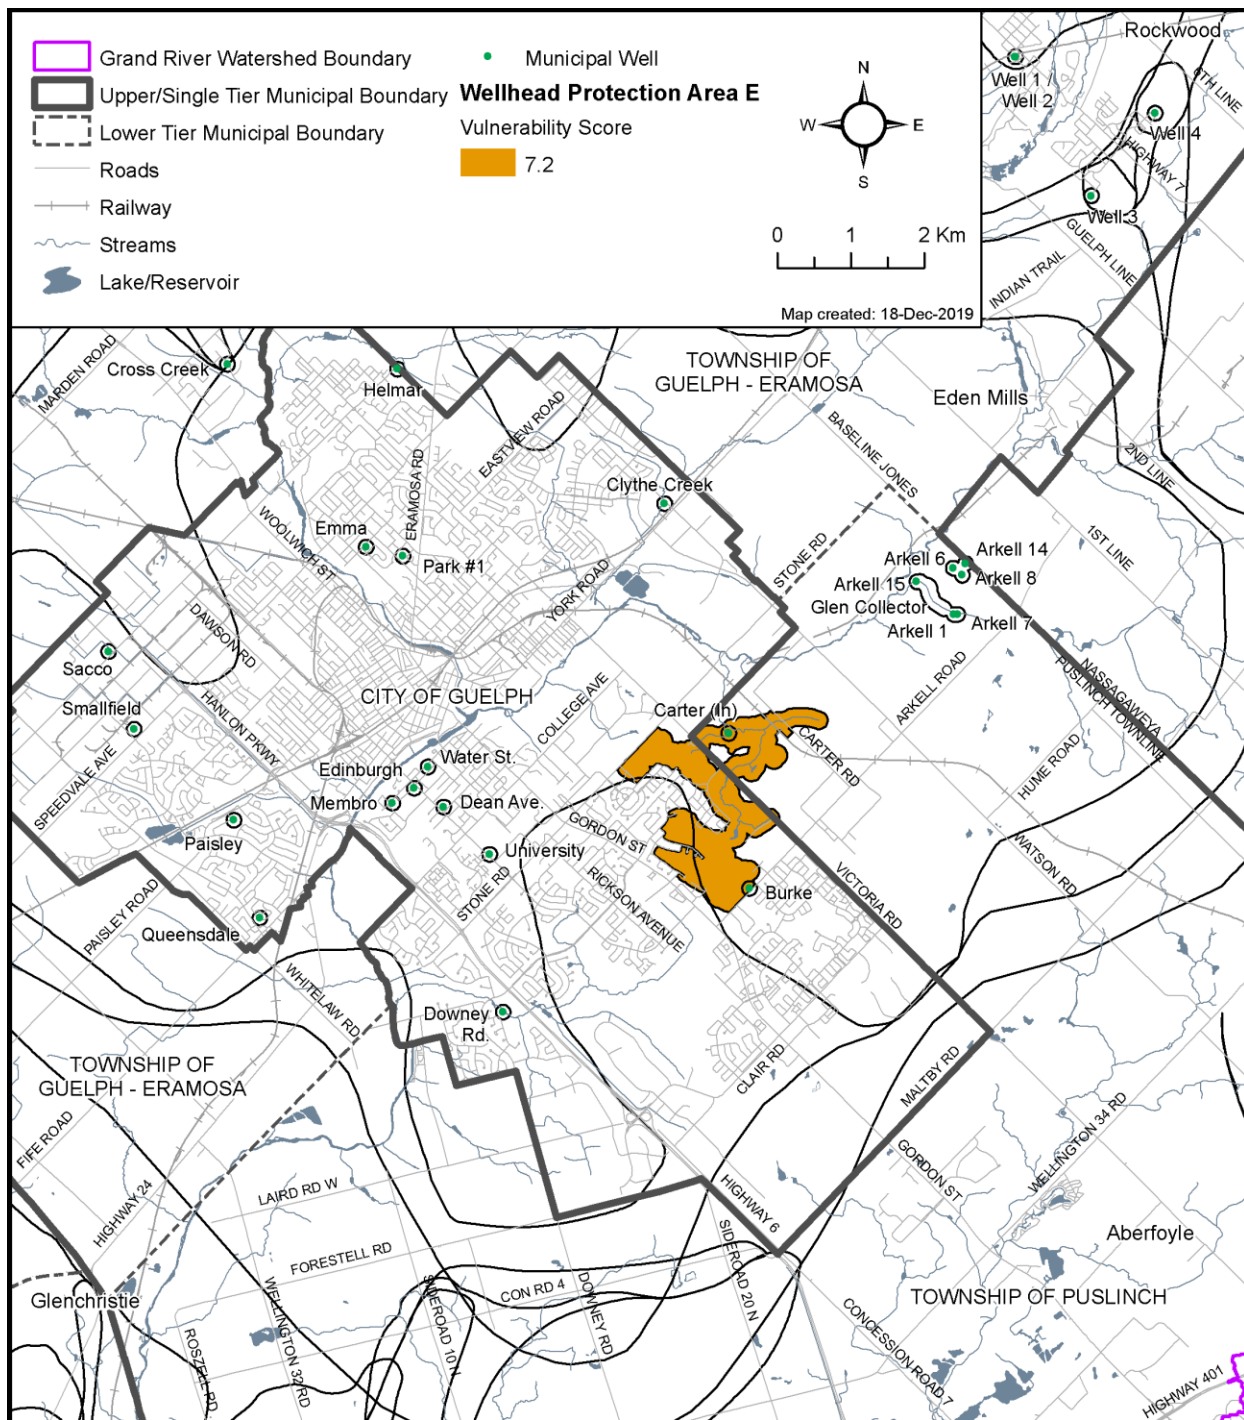 Grand River Watershed Boundary
Upper/Single Tier Municipal Boundary
Lower Tier Municipal Boundary
Roads
Railway
Streams
Lake/Reservoir
Municipal Well
Wellhead Protection Area E
Vulnerability Score
7.2
N
W
E
S
0 1 2 Km
Map created: 18-Dec-2019
Rockwood
Well 1 /
Well 2
6TH LINE
Well 4
HIGHWAY 7
Well 3
GUELPH LINE
INDIAN TRAIL
MARDEN ROAD
Cross Creek
Helmar
TOWNSHIP OF
GUELPH - ERAMOSA
Eden Mills
EASTVIEW ROAD
BASELINE JONES
2ND LINE
ERAMOSA RD
Clythe Creek
WOOLWICH ST
Emma
Park #1
STONE RD
1ST LINE
Arkell 14
Arkell 6
Arkell 8
Arkell 15
Glen Collector
Arkell 1
Arkell 7
YORK ROAD
DAWSON RD
Sacco
CITY OF GUELPH
COLLEGE AVE
ARKELL ROAD
NASSAGAWEYA
PUSLINCH TOWNLINE
Smallfield
HANLON PKWY
Carter (In)
CARTER RD
HUME ROAD
SPEEDVALE AVE
Edinburgh
Water St.
Membro
Dean Ave.
GORDON ST
Paisley
University
STONE RD
RICKSON AVENUE
Burke
VICTORIA RD
WATSON RD
PAISLEY ROAD
Queensdale
WHITELAW RD
Downey
Rd.
TOWNSHIP OF
GUELPH - ERAMOSA
CLAIR RD
MALTBY RD
FIFE ROAD
WELLINGTON 34 RD
GORDON ST
LAIRD RD W
HIGHWAY 6
HIGHWAY 24
FORESTELL RD
SIDEROAD 20 N
Aberfoyle
Glenchristie
CON RD 4
TOWNSHIP OF PUSLINCH
ROSZELL RD
WELLINGTON 32 RD
SIDEROAD 10 N
DOWNEY RD
CONCESSION ROAD 7
HIGHWAY 401